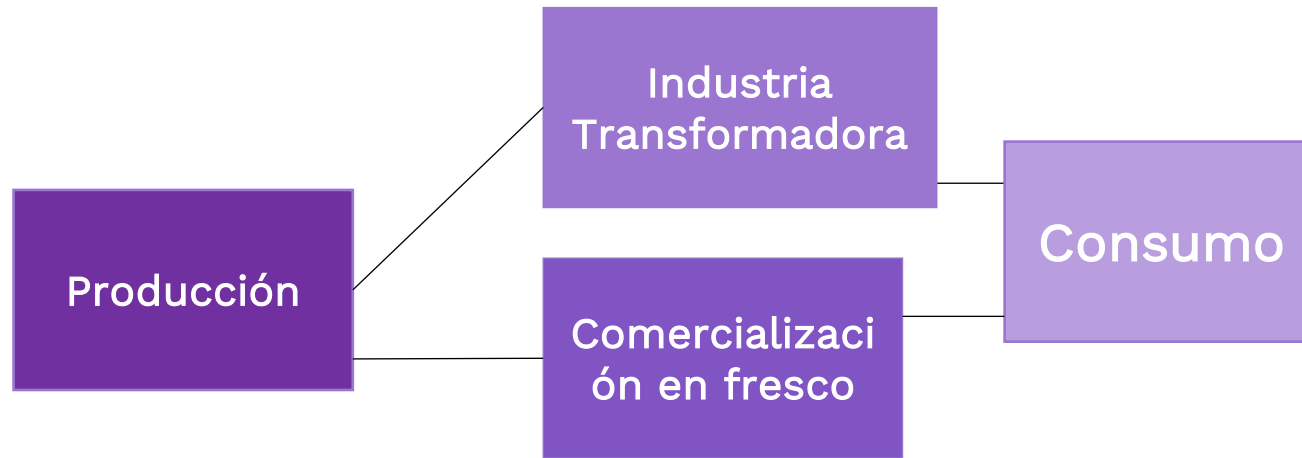 Producción
Industria
Transformadora
Comercializaci
ón en fresco
Consumo